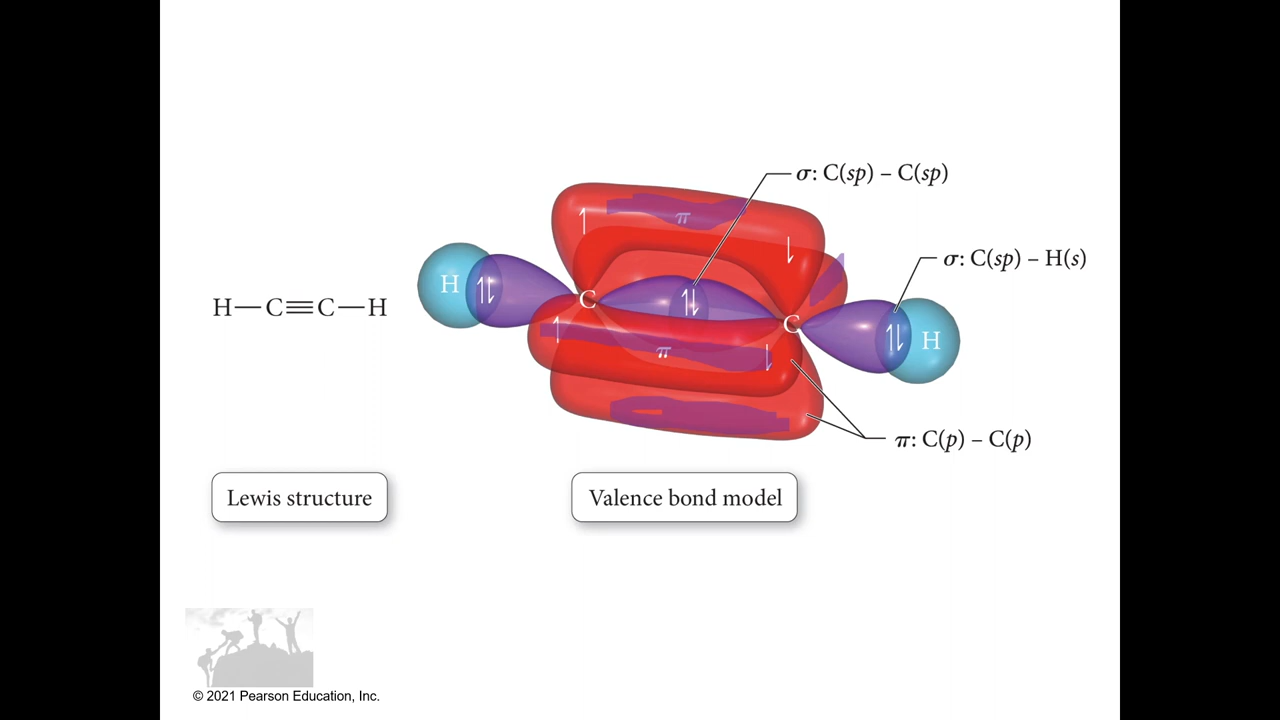 σ: C(sp) – C(sp)
π
↿
⇂
σ: C(sp) – H(s)
H
⥮
C
⥮
H—C≡C—H
C
⥮
H
↿
π
⇂
π: C(p) – C(p)
Lewis structure
Valence bond model
© 2021 Pearson Education, Inc.